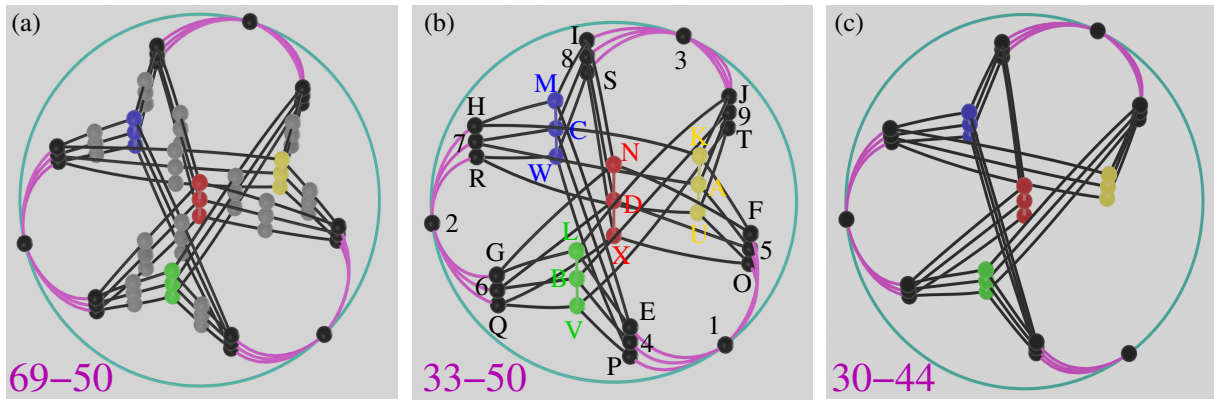 (a)
69−50
(b)
I
8
S
3
M
H
C
7
W
R
J
9
T
K
A
U
N
D
X
F
5
O
2
G
6
Q
L
B
V
E
4
P
1
33−50
(c)
30−44